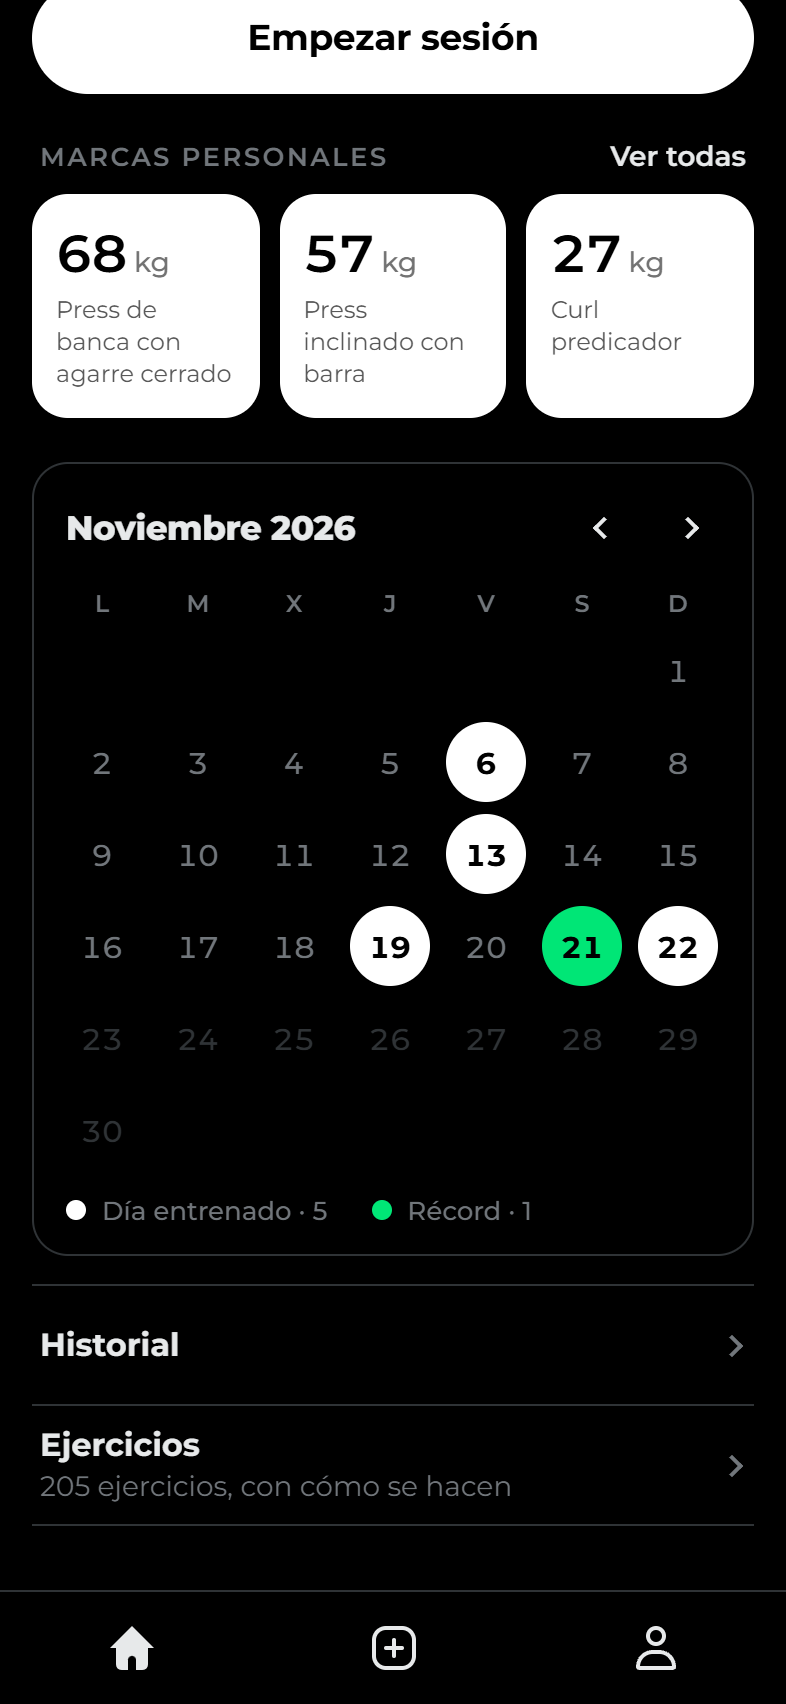 Empezar sesión
MARCAS PERSONALES Ver todas
68 kg
Press de
banca con
agarre cerrado
57 kg
Press
inclinado con
barra
27 kg
Curl
predicador
Noviembre 2026
L M X J V S D
1
2 3 4 5 6 7 8
9 10 11 12 13 14 15
16 17 18 19 20 21 22
23 24 25 26 27 28 29
30
Día entrenado · 5 Récord · 1
Historial
Ejercicios
205 ejercicios, con cómo se hacen